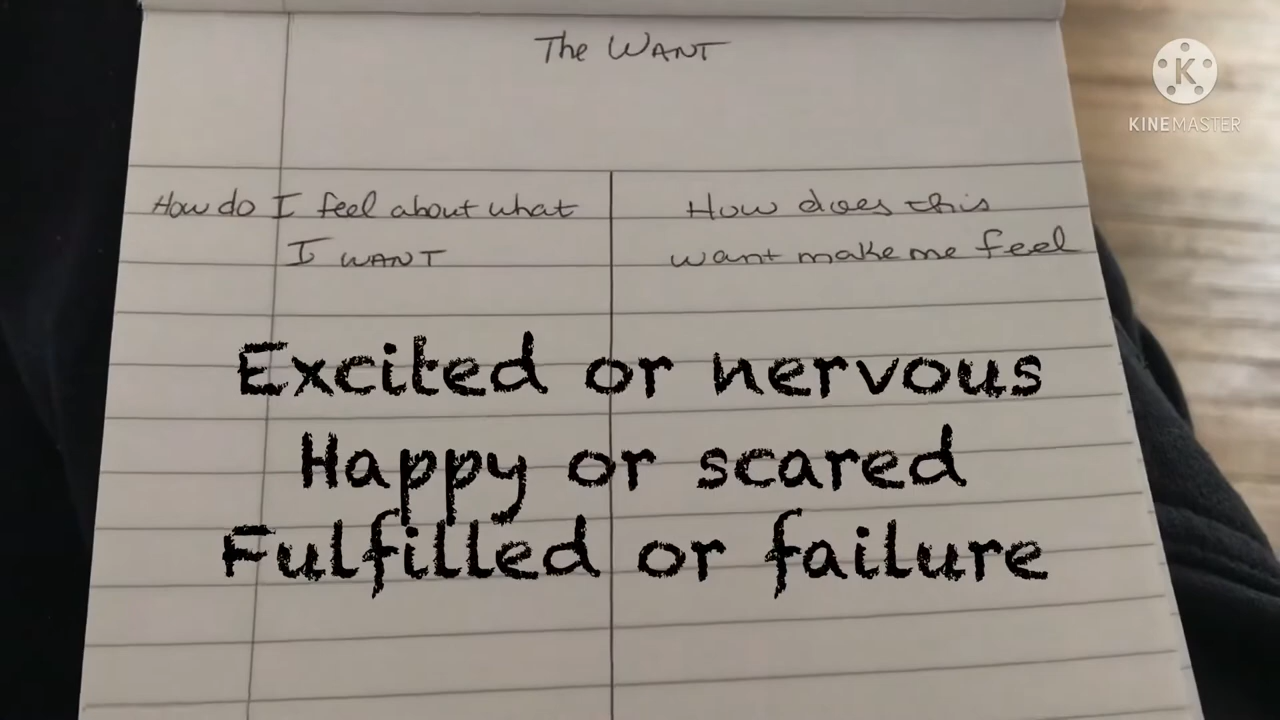 The WANT
KINEMASTER
How do I feel about what
I WANT
How does this
want make me feel
Excited or nervous
Happy or scared
Fulfilled or failure